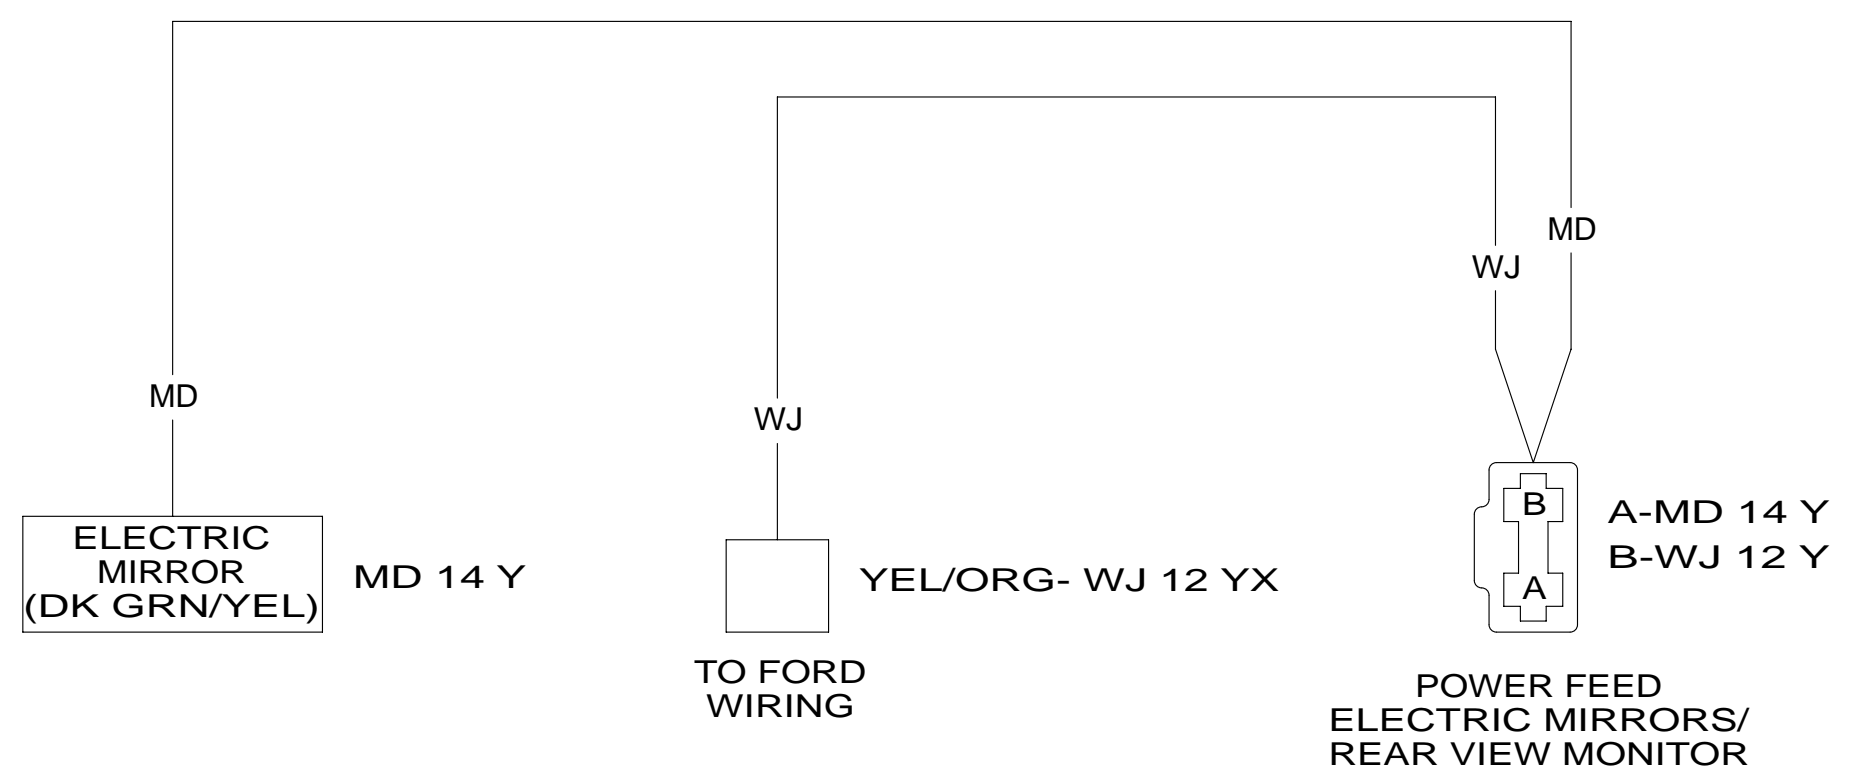 MD
WJ
MD
WJ
ELECTRIC
MIRROR
(DK GRN/YEL)
MD 14 Y
YEL/ORG- WJ 12 YX
TO FORD
WIRING
B
A
A-MD 14 Y
B-WJ 12 Y
POWER FEED
ELECTRIC MIRRORS/
REAR VIEW MONITOR